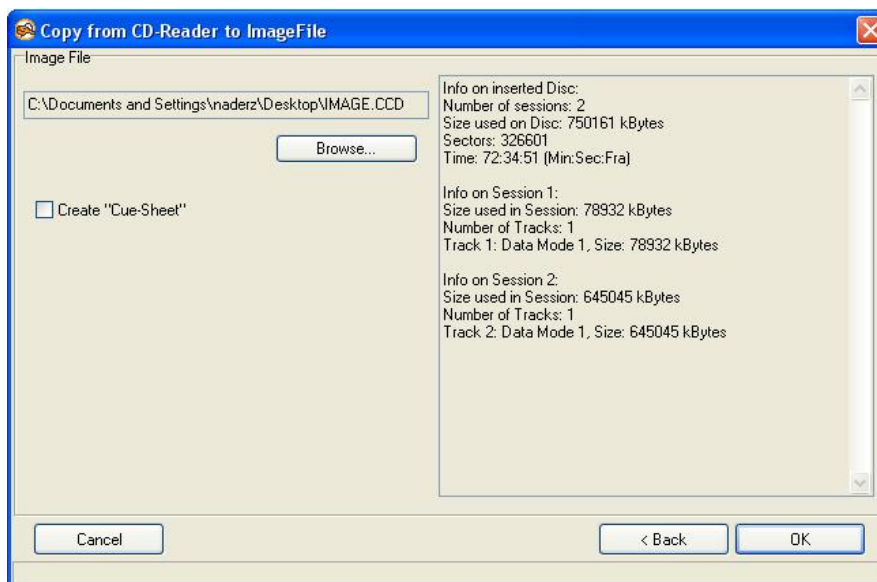 Copy from CD-Reader to ImageFile
Image File
C:\Documents and Settings\naderz\Desktop\IMAGE.CCD
Browse...
Create "Cue-Sheet"
Info on inserted Disc:
Number of sessions: 2
Size used on Disc: 750161 kBytes
Sectors: 326601
Time: 72:34:51 (Min:Sec:Fra)
Info on Session 1:
Size used in Session: 78932 kBytes
Number of Tracks: 1
Track 1: Data Mode 1, Size: 78932 kBytes
Info on Session 2:
Size used in Session: 645045 kBytes
Number of Tracks: 1
Track 2: Data Mode 1, Size: 645045 kBytes
Cancel
< Back
OK